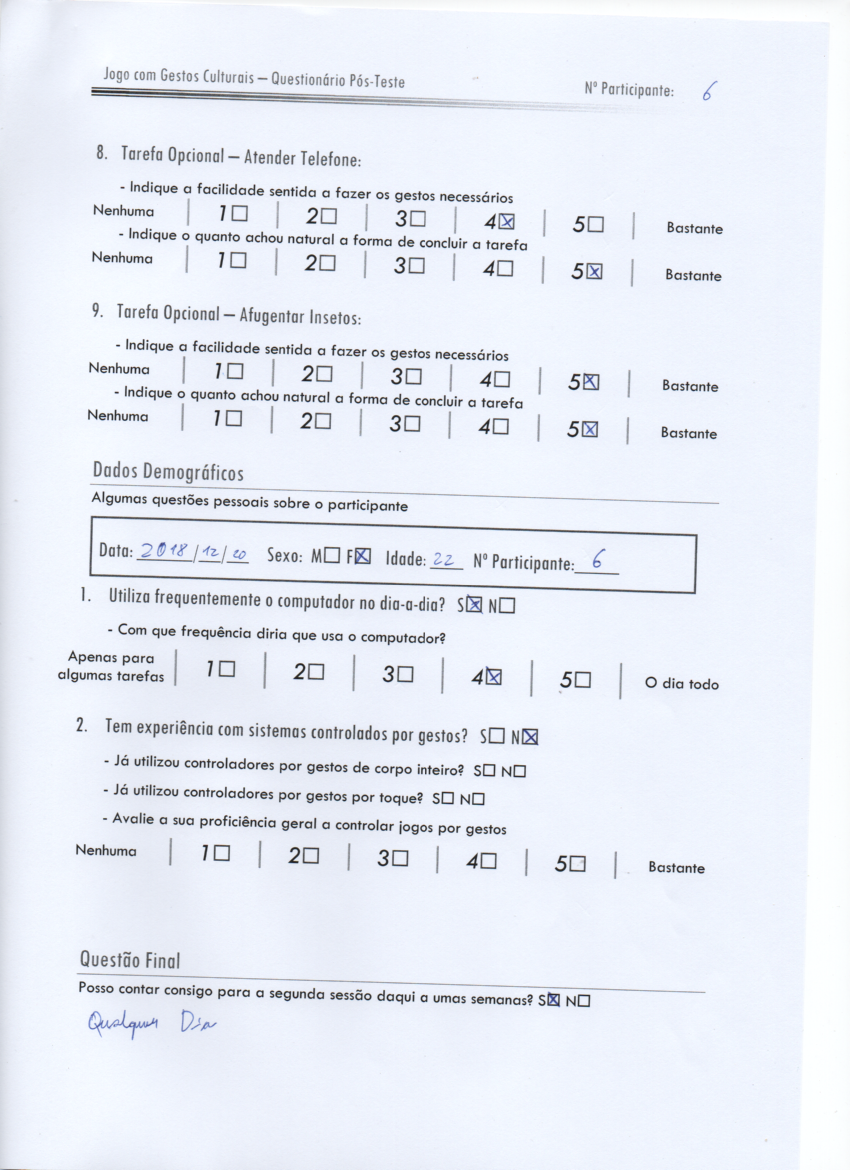 Jogo com Gestos Culturais – Questionário Pós-Teste Nº Participante: 6
8. Tarefa Opcional – Atender Telefone:
- Indique a facilidade sentida a fazer os gestos necessários
Nenhuma | 1☐ | 2☐ | 3☐ | 4☒ | 5☐ | Bastante
- Indique o quanto achou natural a forma de concluir a tarefa
Nenhuma | 1☐ | 2☐ | 3☐ | 4☐ | 5☒ | Bastante
9. Tarefa Opcional – Afugentar Insetos:
- Indique a facilidade sentida a fazer os gestos necessários
Nenhuma | 1☐ | 2☐ | 3☐ | 4☐ | 5☒ | Bastante
- Indique o quanto achou natural a forma de concluir a tarefa
Nenhuma | 1☐ | 2☐ | 3☐ | 4☐ | 5☒ | Bastante
Dados Demográficos
Algumas questões pessoais sobre o participante
Data: 2018/12/20 Sexo: M☐ F☒ Idade: 22 Nº Participante: 6
1. Utiliza frequentemente o computador no dia-a-dia? S☒ N☐
- Com que frequência diria que usa o computador?
Apenas para
algumas tarefas | 1☐ | 2☐ | 3☐ | 4☒ | 5☐ | O dia todo
2. Tem experiência com sistemas controlados por gestos? S☐ N☒
- Já utilizou controladores por gestos de corpo inteiro? S☐ N☐
- Já utilizou controladores por gestos por toque? S☐ N☐
- Avalie a sua proficiência geral a controlar jogos por gestos
Nenhuma | 1☐ | 2☐ | 3☐ | 4☐ | 5☐ | Bastante
Questão Final
Posso contar consigo para a segunda sessão daqui a umas semanas? S☒ N☐
Qualquer Dia